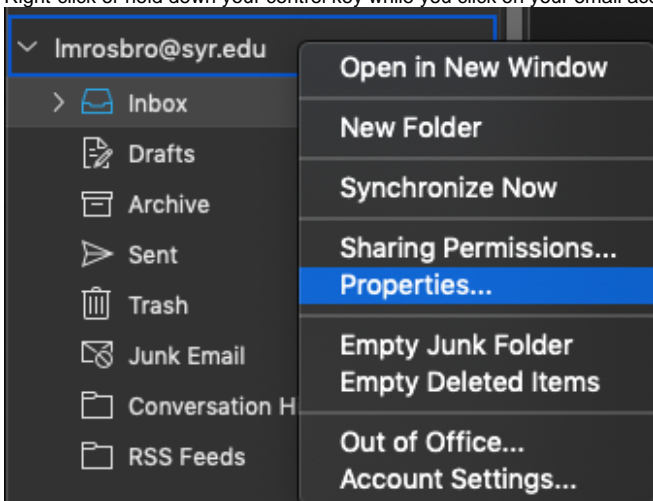 Right-click or hold down your control key while you click on your email
lmrosbro@syr.edu
Inbox
Drafts
Archive
Sent
Trash
Junk Email
Conversation H
RSS Feeds
Open in New Window
New Folder
Synchronize Now
Sharing Permissions...
Properties...
Empty Junk Folder
Empty Deleted Items
Out of Office...
Account Settings...